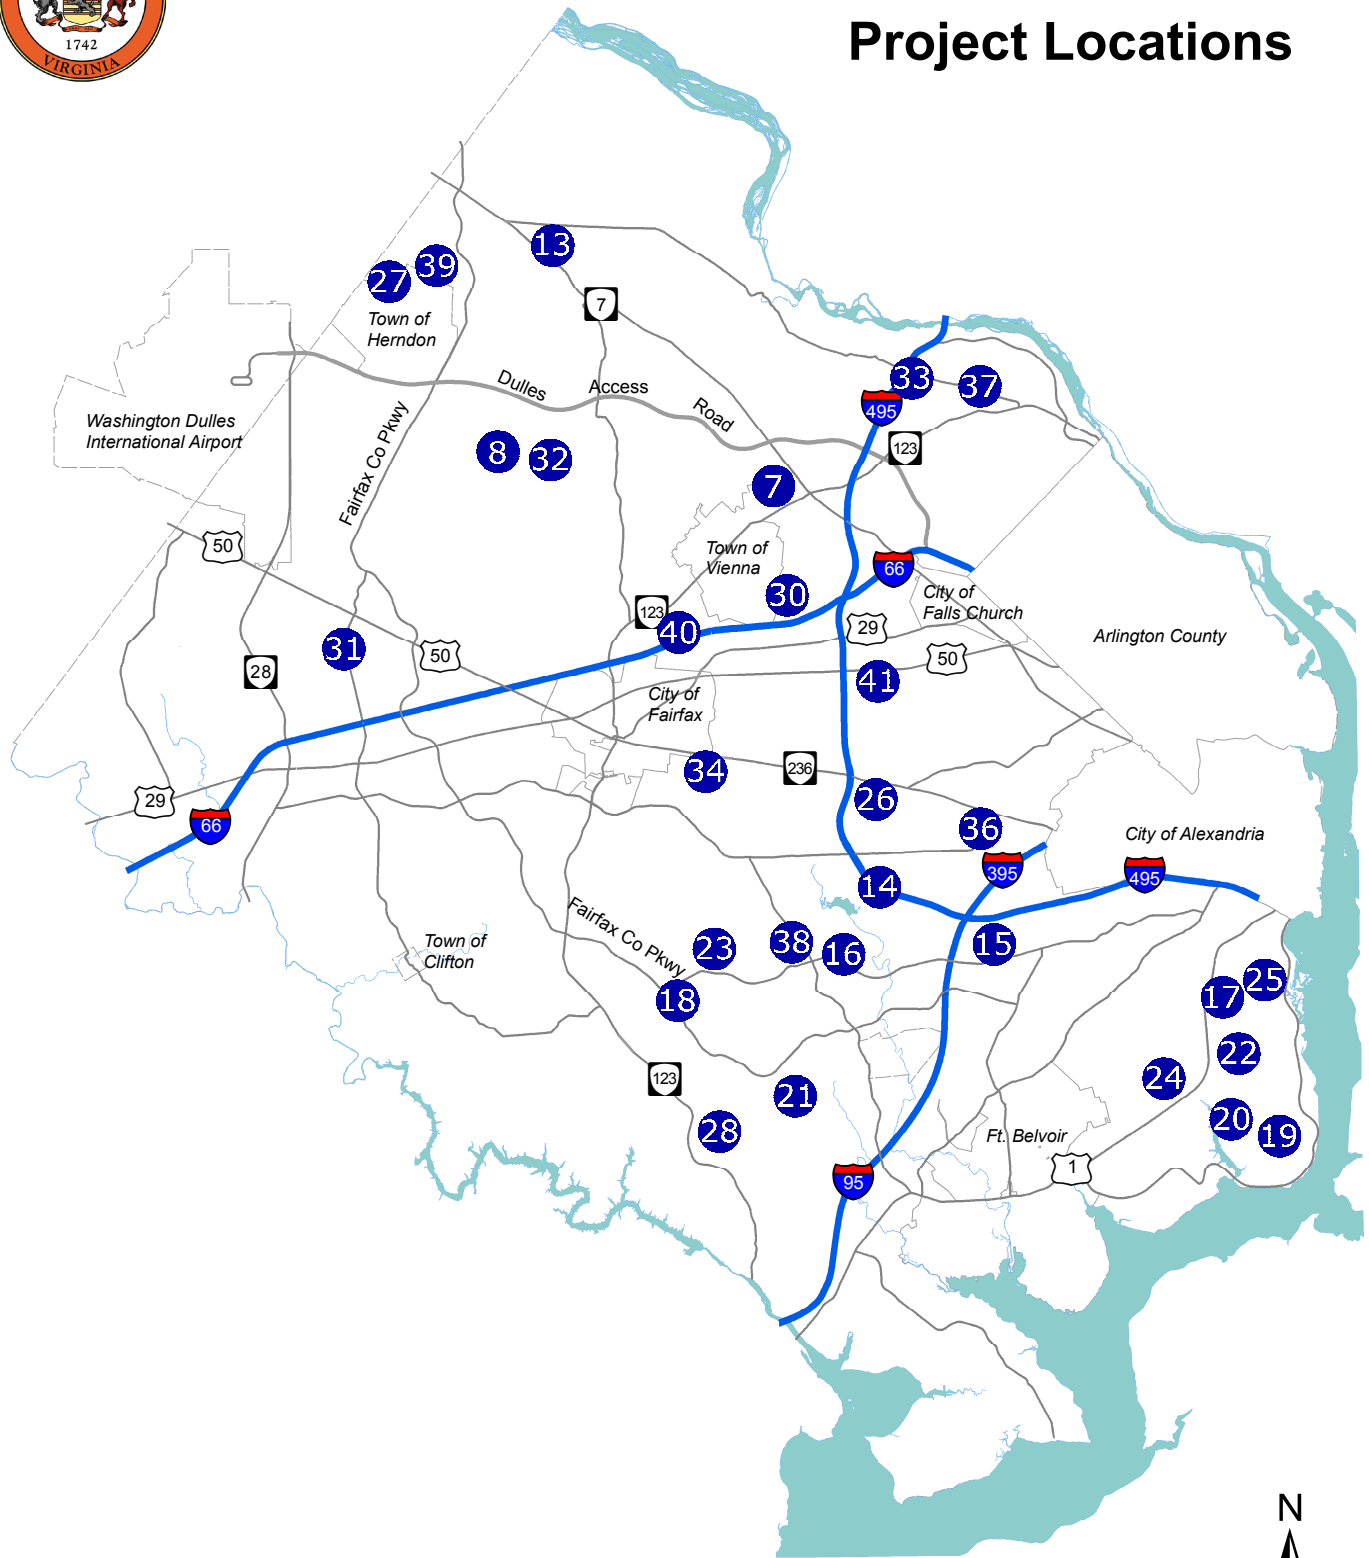 1742
VIRGINIA
Project Locations
13
39
27
7
Town of
Herndon
33
37
Dulles
Access
Road
495
Washington Dulles
International Airport
Fairfax Co Pkwy
123
8
32
7
50
Town of
Vienna
66
30
City of
Falls Church
123
40
29
Arlington County
31
50
50
28
41
City of
Fairfax
34
236
29
26
66
36
City of Alexandria
395
495
14
Fairfax Co Pkwy
Town of
Clifton
23
38
16
15
18
17
25
22
123
24
21
28
20
19
Ft. Belvoir
1
95
N